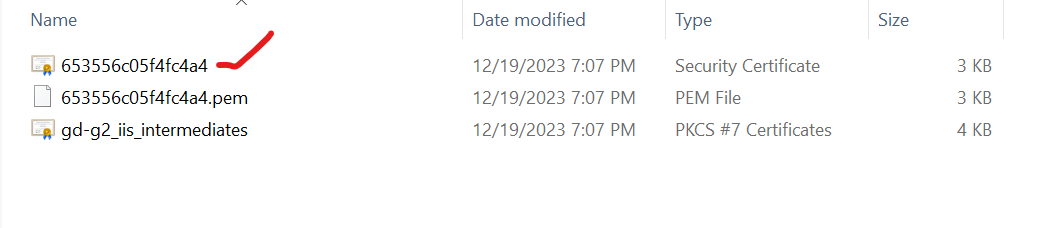 Name Date modified Type Size
653556c05f4fc4a4 12/19/2023 7:07 PM Security Certificate 3 KB
653556c05f4fc4a4.pem 12/19/2023 7:07 PM PEM File 3 KB
gd-g2_iis_intermediates 12/19/2023 7:07 PM PKCS #7 Certificates 4 KB